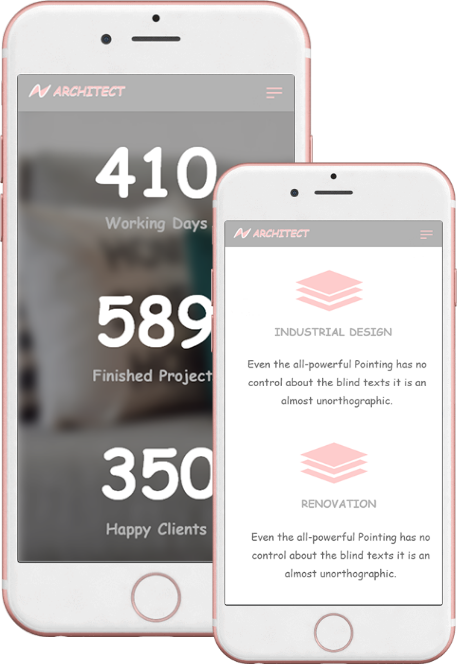 ARCHITECT
410
Working Days
589
Finished Project
350
Happy Clients
ARCHITECT
INDUSTRIAL DESIGN
Even the all-powerful Pointing has no
control about the blind texts it is an
almost unorthographic.
RENOVATION
Even the all-powerful Pointing has no
control about the blind texts it is an
almost unorthographic.